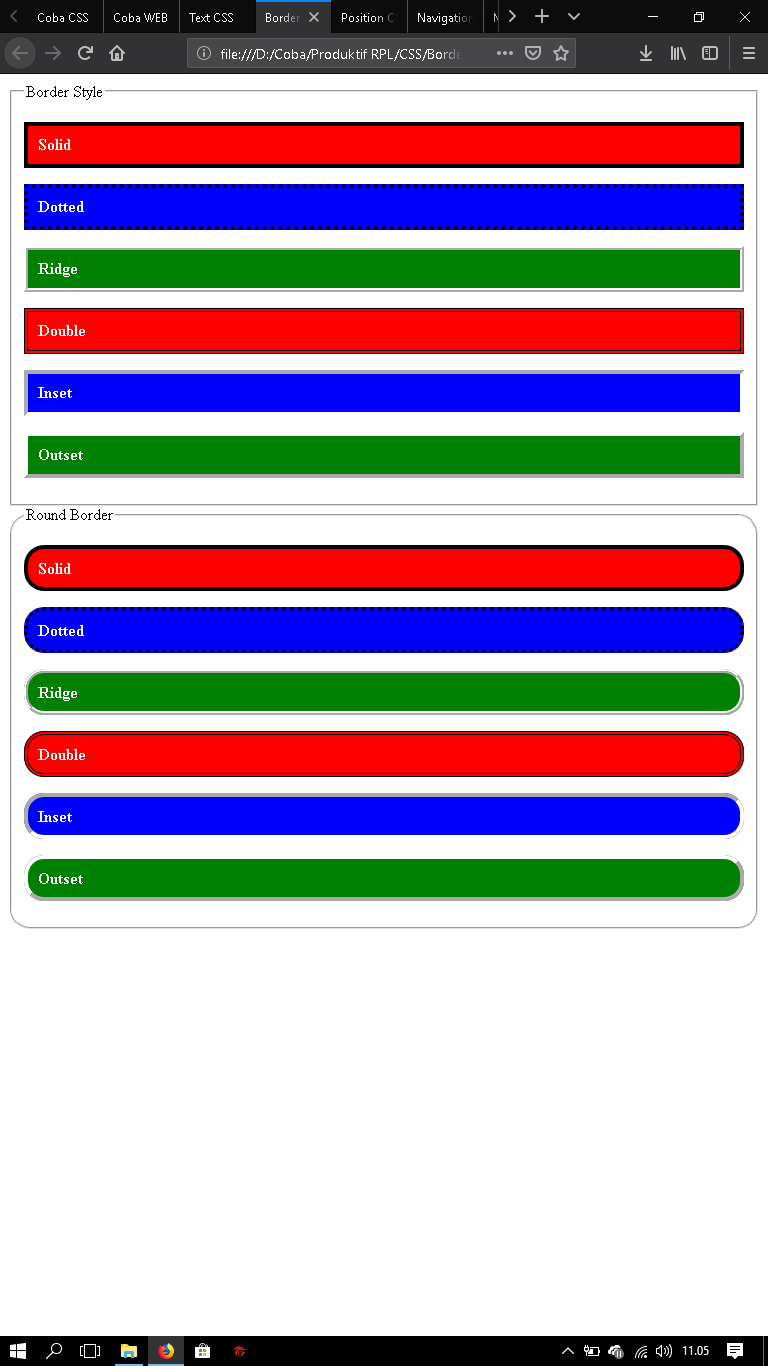 Coba CSS
Coba WEB
Text CSS
Border
Position C
Navigation
file:///D:/Coba/Produktif RPL/CSS/Borde
Border Style
Solid
Dotted
Ridge
Double
Inset
Outset
Round Border
Solid
Dotted
Ridge
Double
Inset
Outset
11.05